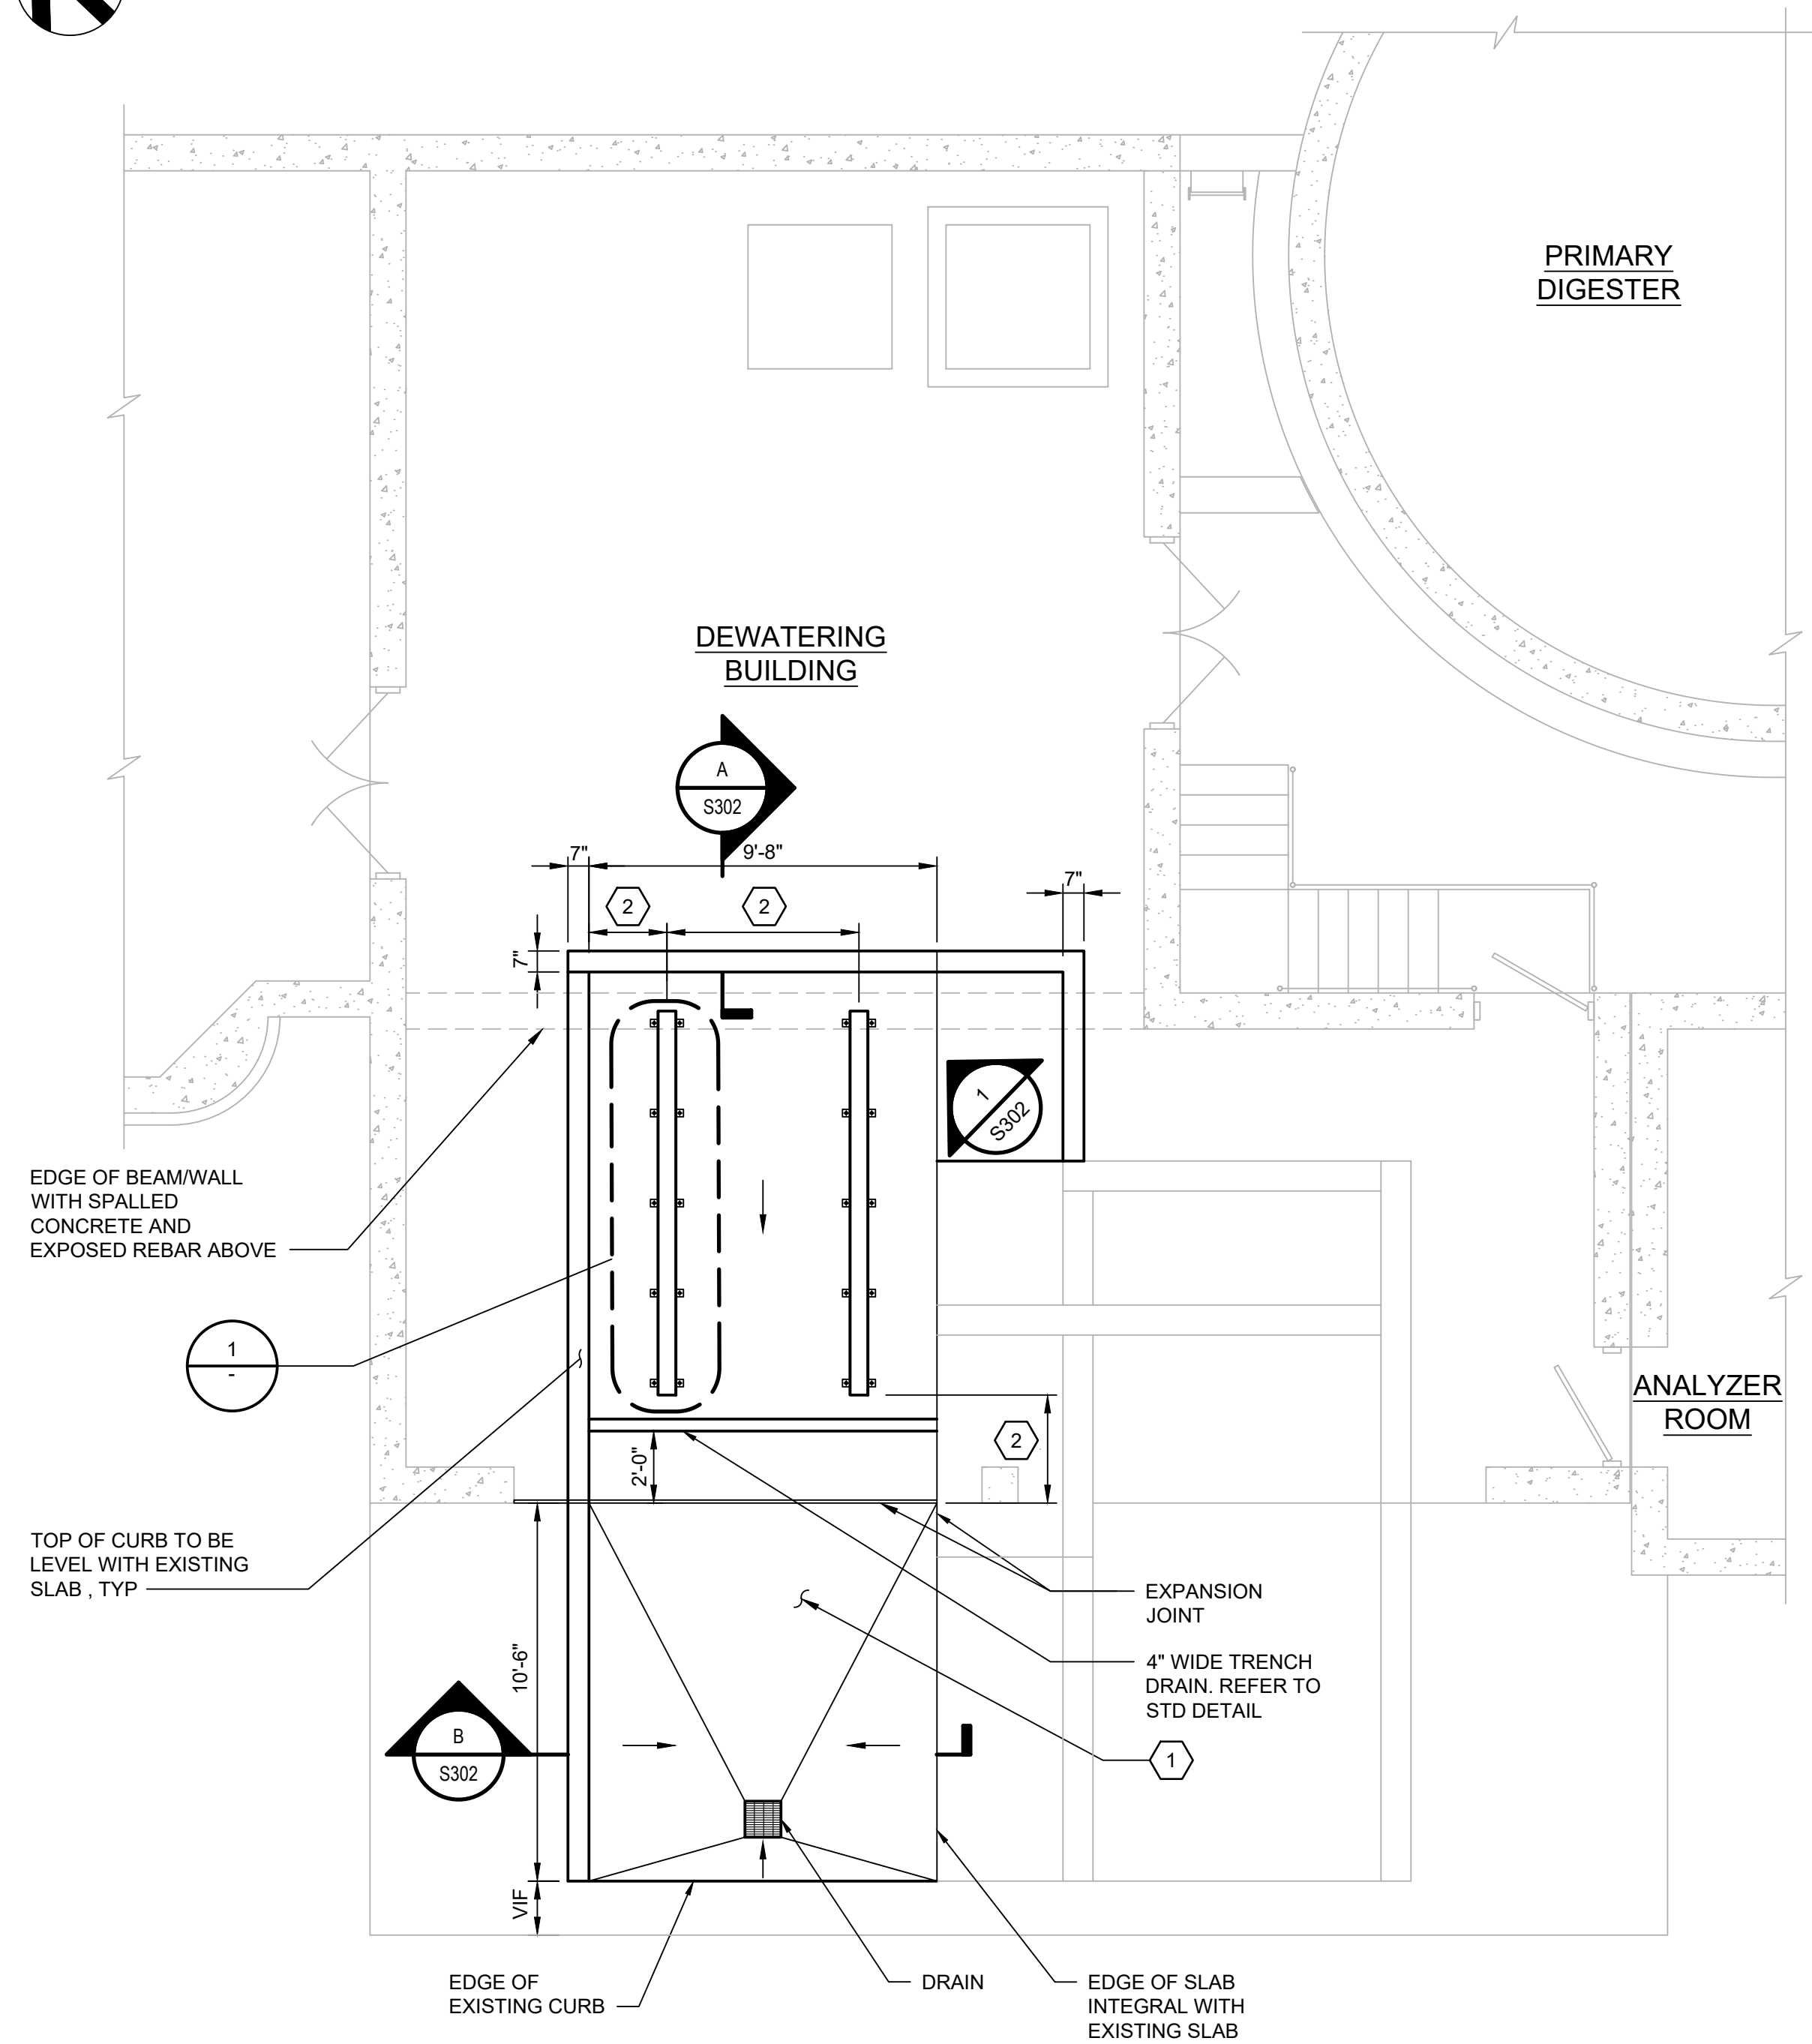 PRIMARY
DIGESTER
DEWATERING
BUILDING
A
S302
7"
9'-8"
7"
2
2
7"
1
S302
EDGE OF BEAM/WALL
WITH SPALLED
CONCRETE AND
EXPOSED REBAR ABOVE
1
-
ANALYZER
ROOM
2
2'-0"
TOP OF CURB TO BE
LEVEL WITH EXISTING
SLAB , TYP
EXPANSION
JOINT
10'-6"
4" WIDE TRENCH
DRAIN. REFER TO
STD DETAIL
B
S302
1
VIF
EDGE OF
EXISTING CURB
DRAIN
EDGE OF SLAB
INTEGRAL WITH
EXISTING SLAB